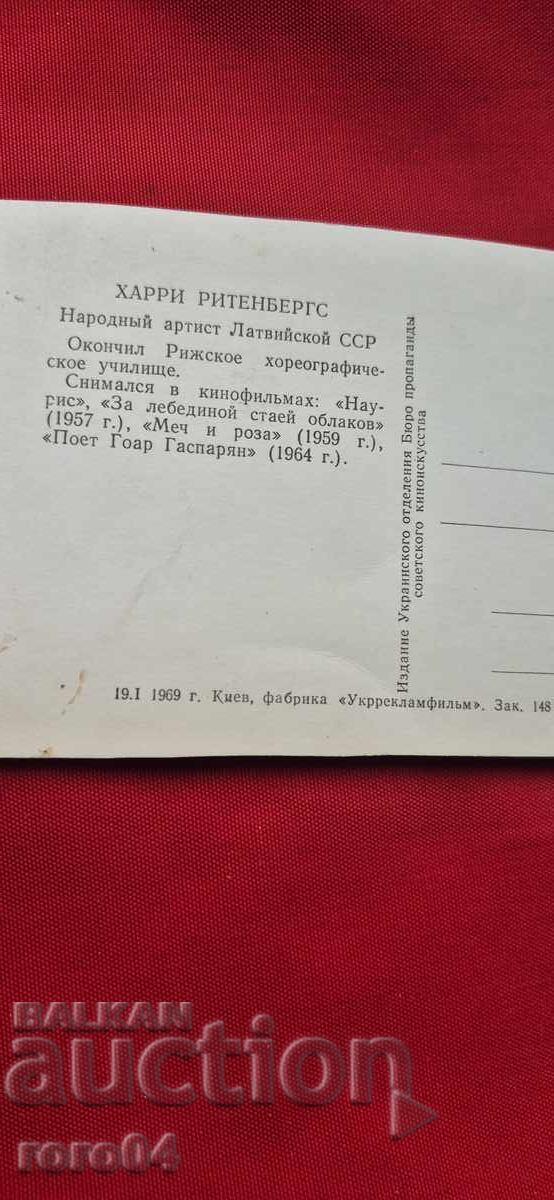 ХАРРИ РИТЕНБЕРГС
Народный артист Латвийской ССР
Окончил Рижское хореографиче-
ское училище.
Снимался в кинофильмах: «Нау-
рис», «За лебединой стаей облаков»
(1957 г.), «Меч и роза» (1959 г.),
«Поет Гоар Гаспарян» (1964 г.).
Издание Украинского отделения Бюро пропаганды
советского киноискусства
19.I 1969 г. Киев, фабрика «Укррекламфильм». Зак. 148
BALKAN
auction
roro04